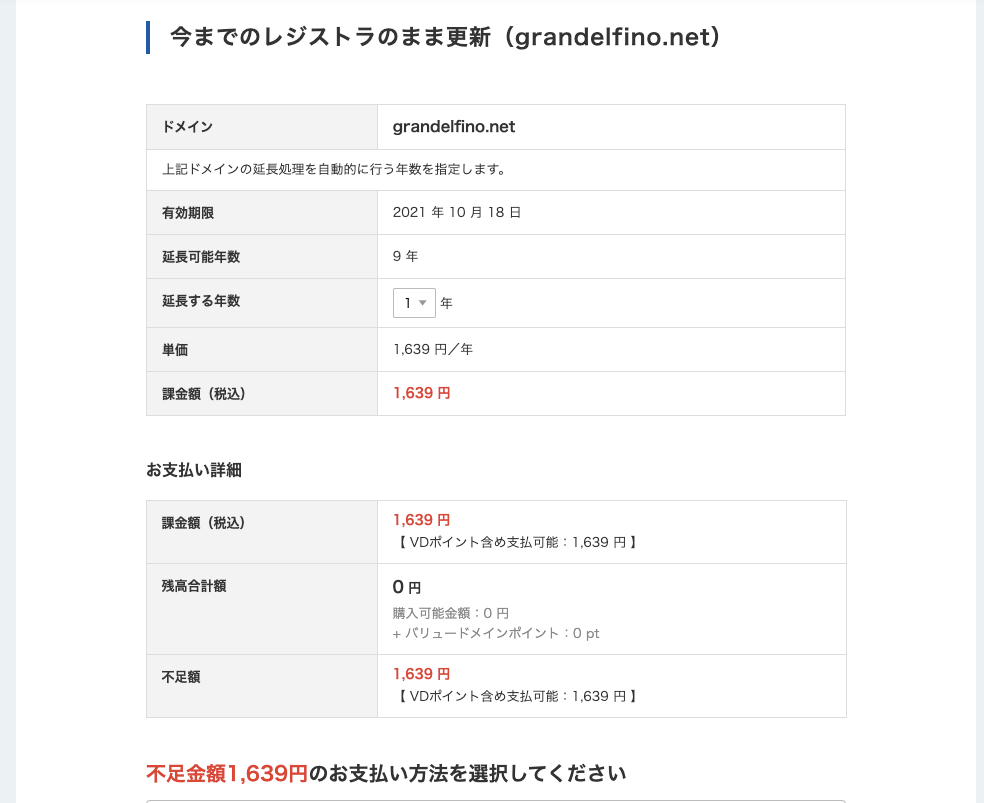 今までのレジストラのまま更新（grandelfino.net）
ドメイン grandelfino.net
上記ドメインの延長処理を自動的に行う年数を指定します。
有効期限 2021 年 10 月 18 日
延長可能年数 9 年
延長する年数 1 年
単価 1,639 円／年
課金額（税込） 1,639 円
お支払い詳細
課金額（税込） 1,639 円
【 VDポイント含め支払可能：1,639 円 】
残高合計額 0 円
購入可能金額：0 円
+ バリュードメインポイント：0 pt
不足額 1,639 円
【 VDポイント含め支払可能：1,639 円 】
不足金額1,639円のお支払い方法を選択してください